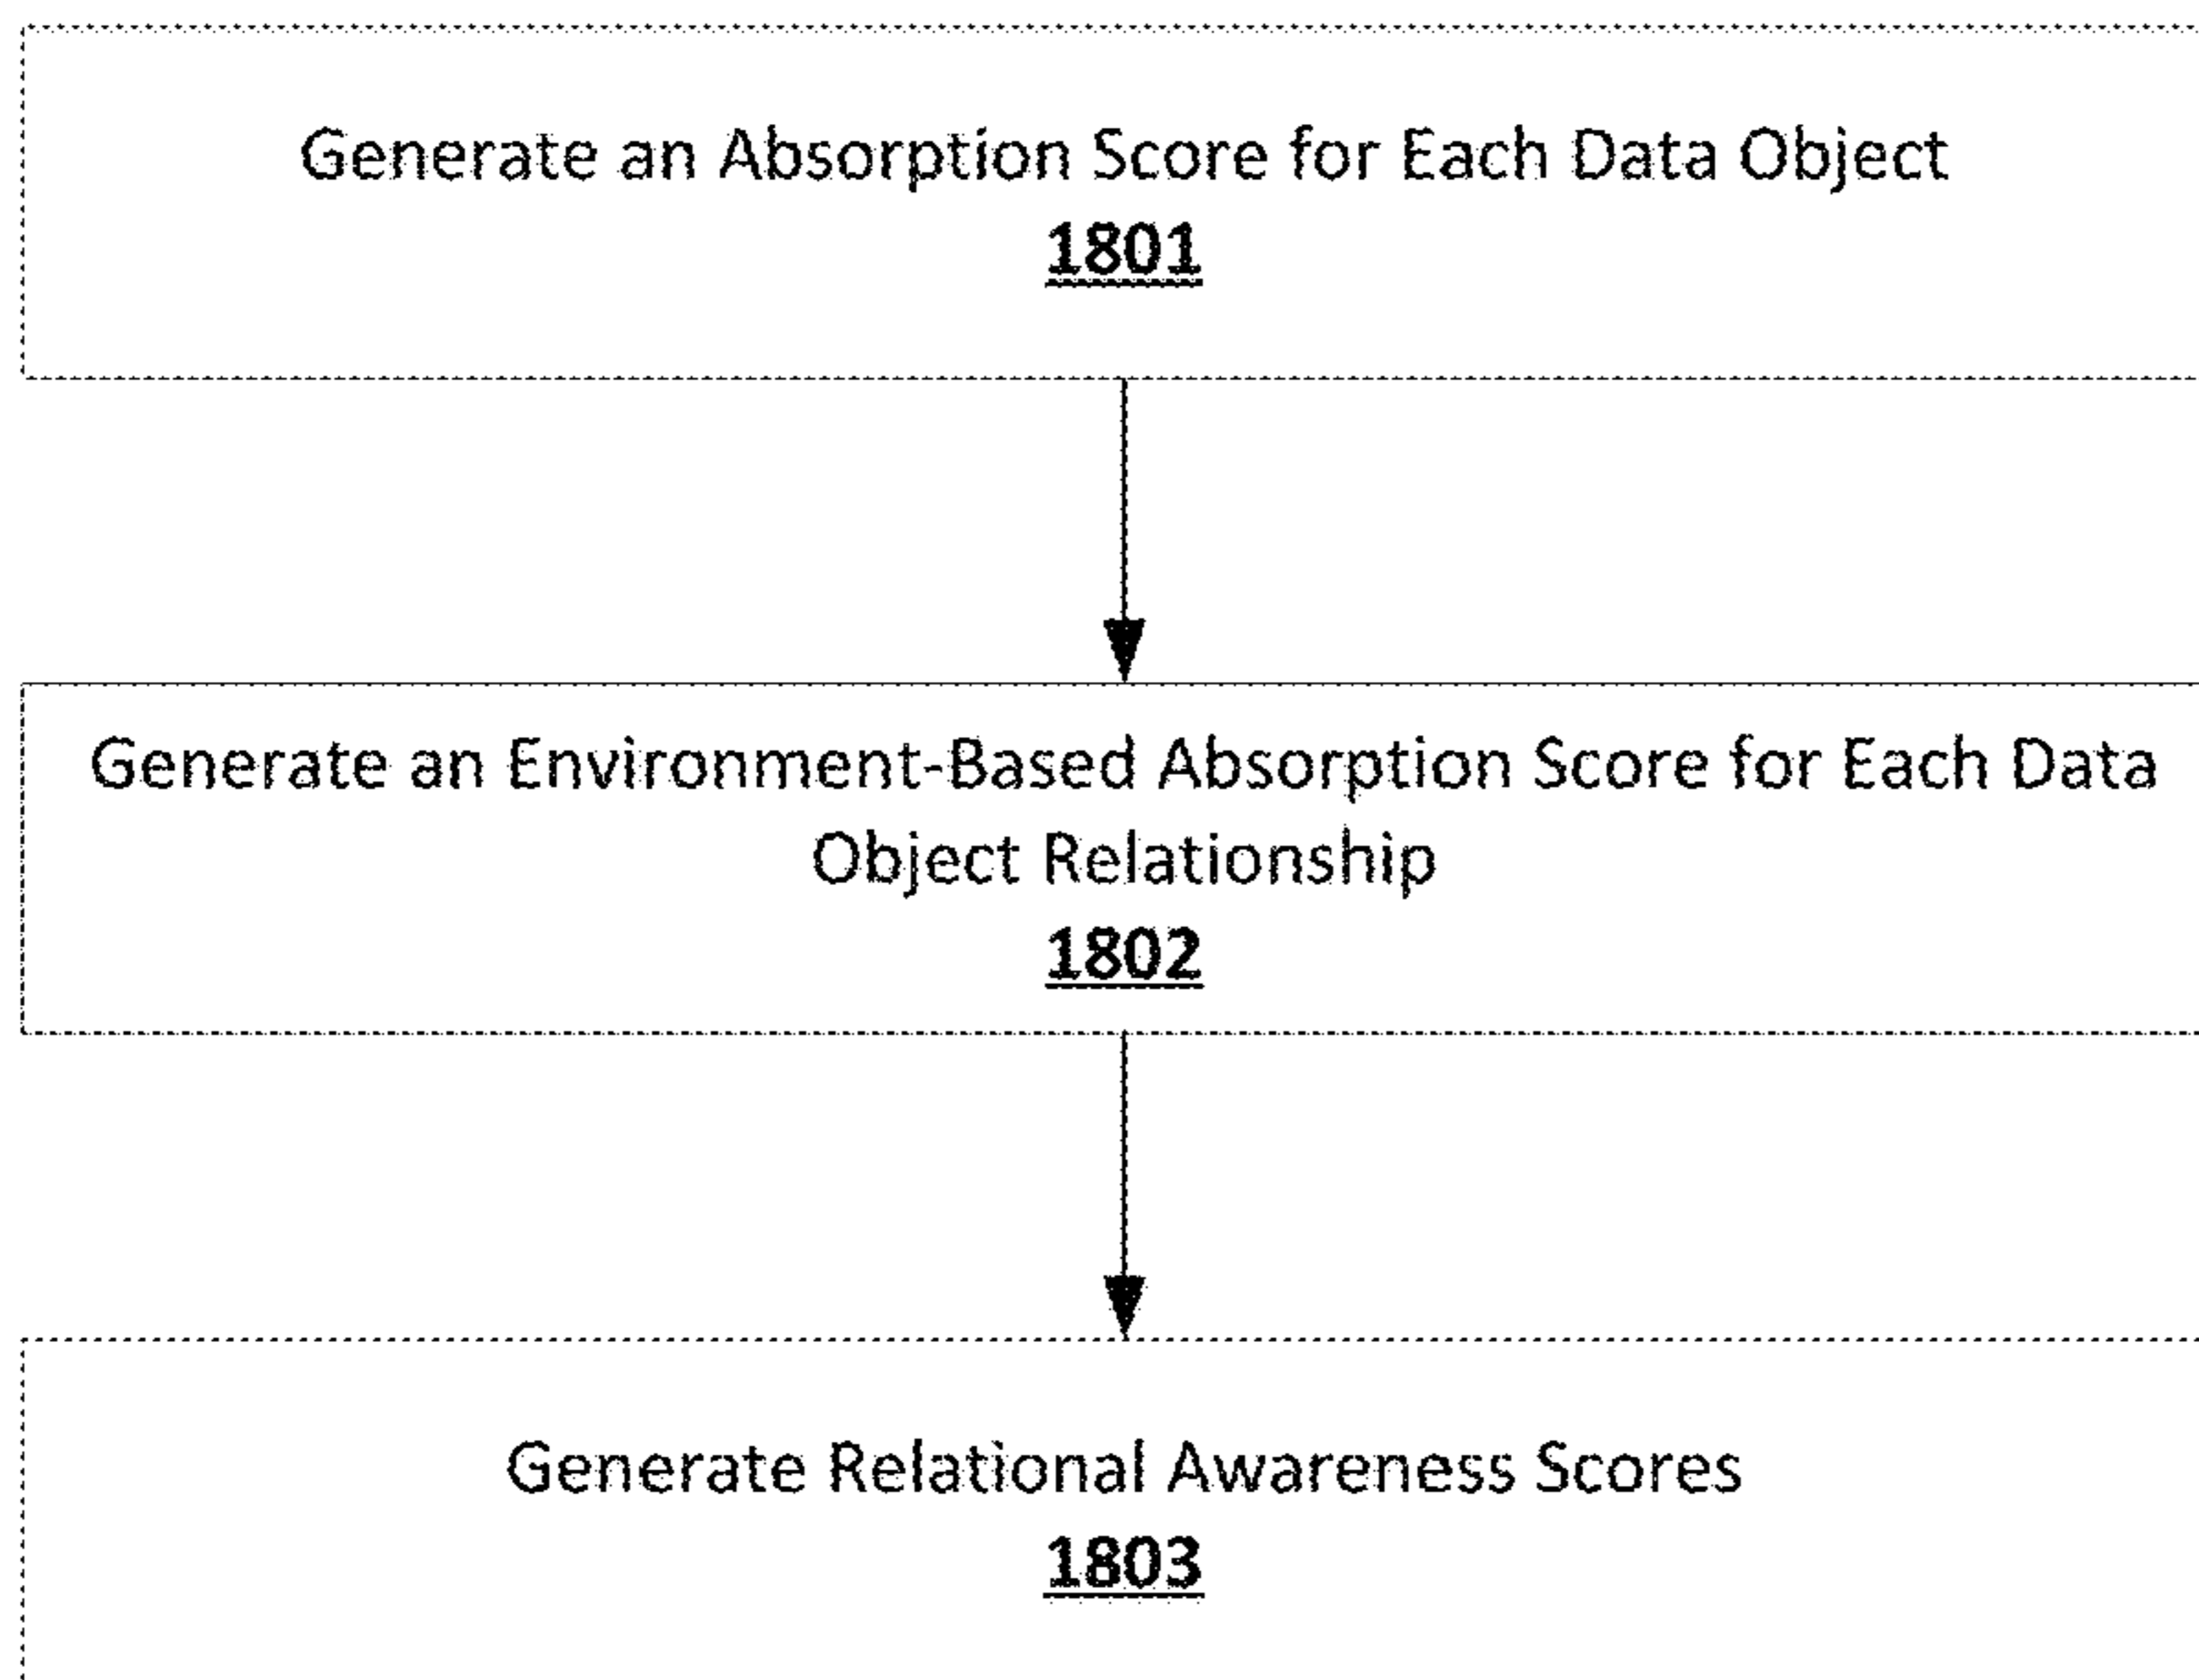 Generate an Absorption Score for Each Data Object
1801
Generate an Environment-Based Absorption Score for Each Data
Object Relationship
1802
Generate Relational Awareness Scores
1803